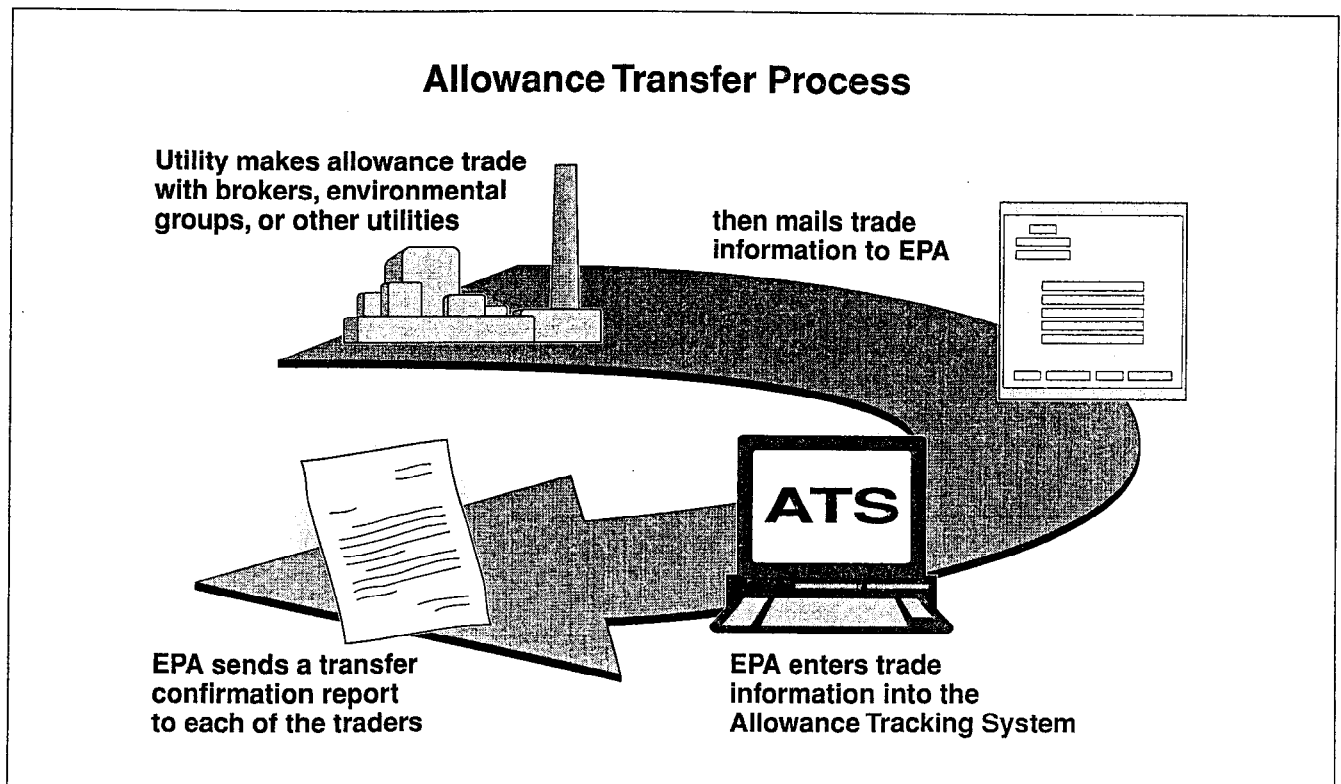 Allowance Transfer Process
Utility makes allowance trade
with brokers, environmental
groups, or other utilities
then mails trade
information to EPA
ATS
EPA enters trade
information into the
Allowance Tracking System
EPA sends a transfer
confirmation report
to each of the traders